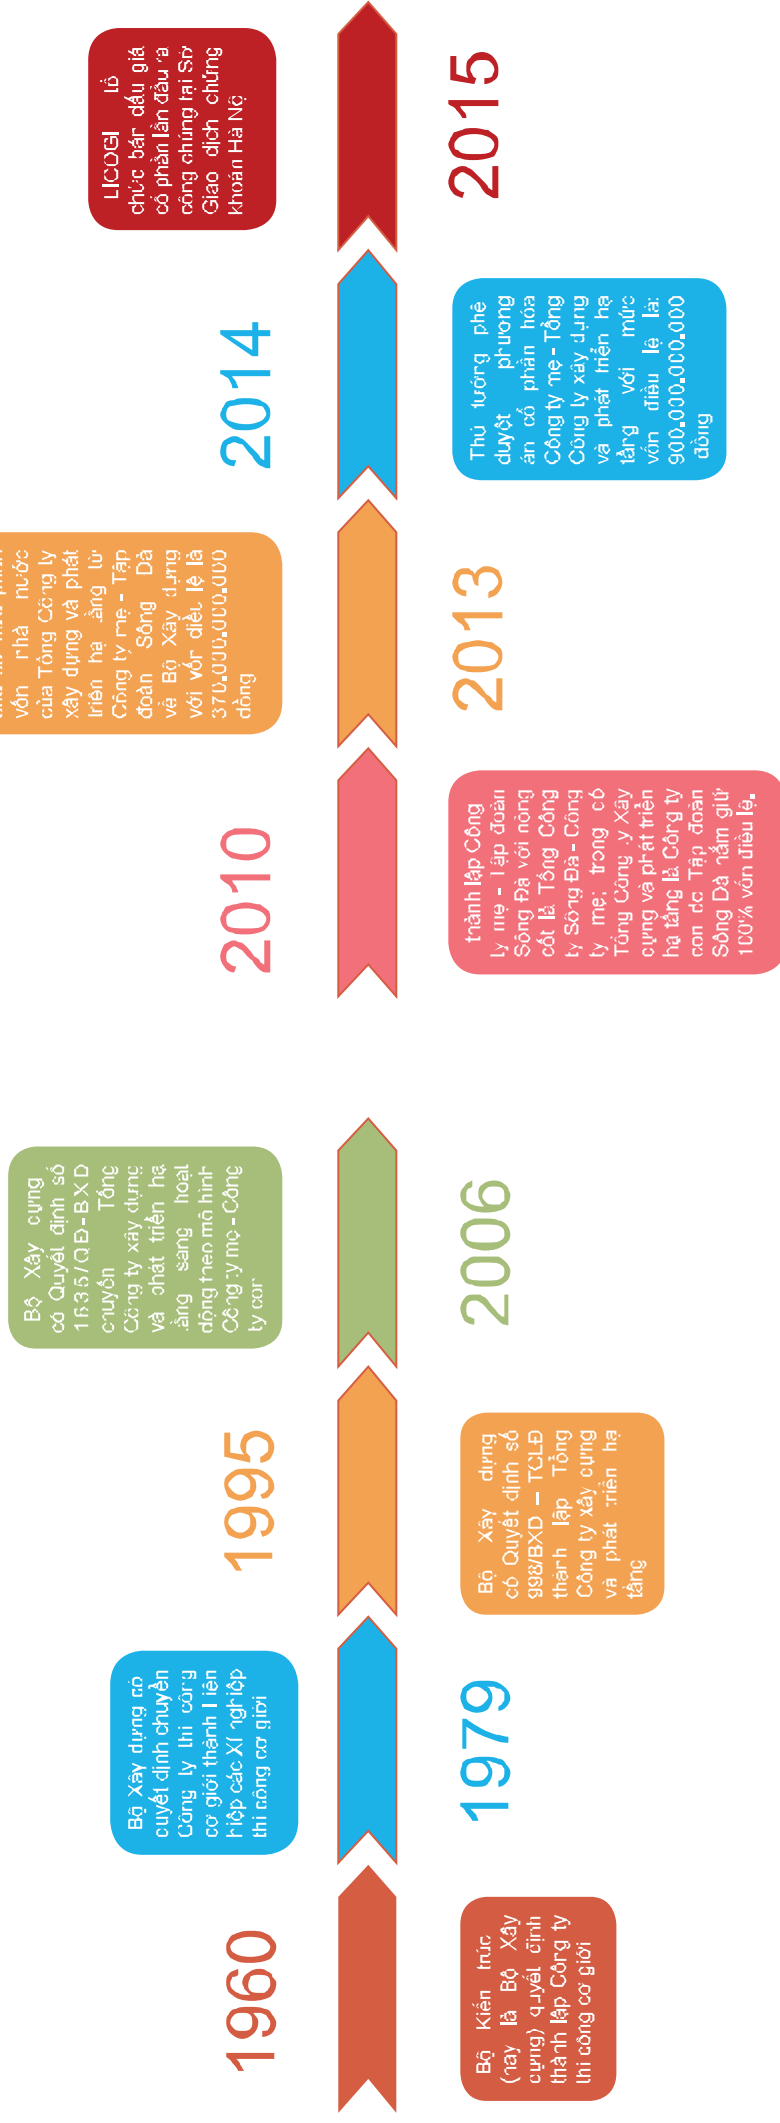 1960
Bộ Kiến trúc
(nay là Bộ Xây
dựng) quyết định
thành lập Công ty
thi công cơ giới
1979
Bộ Xây dựng có
quyết định chuyển
Công ty thi công
cơ giới thành Liên
hiệp các Xí nghiệp
thi công cơ giới
1995
Bộ Xây dựng
có Quyết định số
998/BXD – TCLĐ
thành lập Tổng
Công ty xây dựng
và phát triển hạ
tầng
2006
Bộ Xây dựng
có Quyết định số
1635/QĐ-BXD
chuyển Tổng
Công ty xây dựng
và phát triển hạ
tầng sang hoạt
động theo mô hình
Công ty mẹ - Công
ty con
2010
thành lập Công
ty mẹ - Tập đoàn
Sông Đà với nòng
cốt là Tổng Công
ty Sông Đà - Công
ty mẹ; trong có
Tổng Công ty Xây
dựng và phát triển
hạ tầng là Công ty
con do Tập đoàn
Sông Đà nắm giữ
100% vốn điều lệ.
2013
vốn nhà nước
của Tổng Công ty
xây dựng và phát
triển hạ tầng từ
Công ty mẹ - Tập
đoàn Sông Đà
về Bộ Xây dựng
với vốn điều lệ là
370.000.000.000
đồng
2014
Thủ tướng phê
duyệt phương
án cổ phần hóa
Công ty mẹ - Tổng
Công ty xây dựng
và phát triển hạ
tầng với mức
vốn điều lệ là:
900.000.000.000
đồng
2015
LICOGI tổ
chức bán đấu giá
cổ phần lần đầu ra
công chúng tại Sở
Giao dịch chứng
khoán Hà Nộ